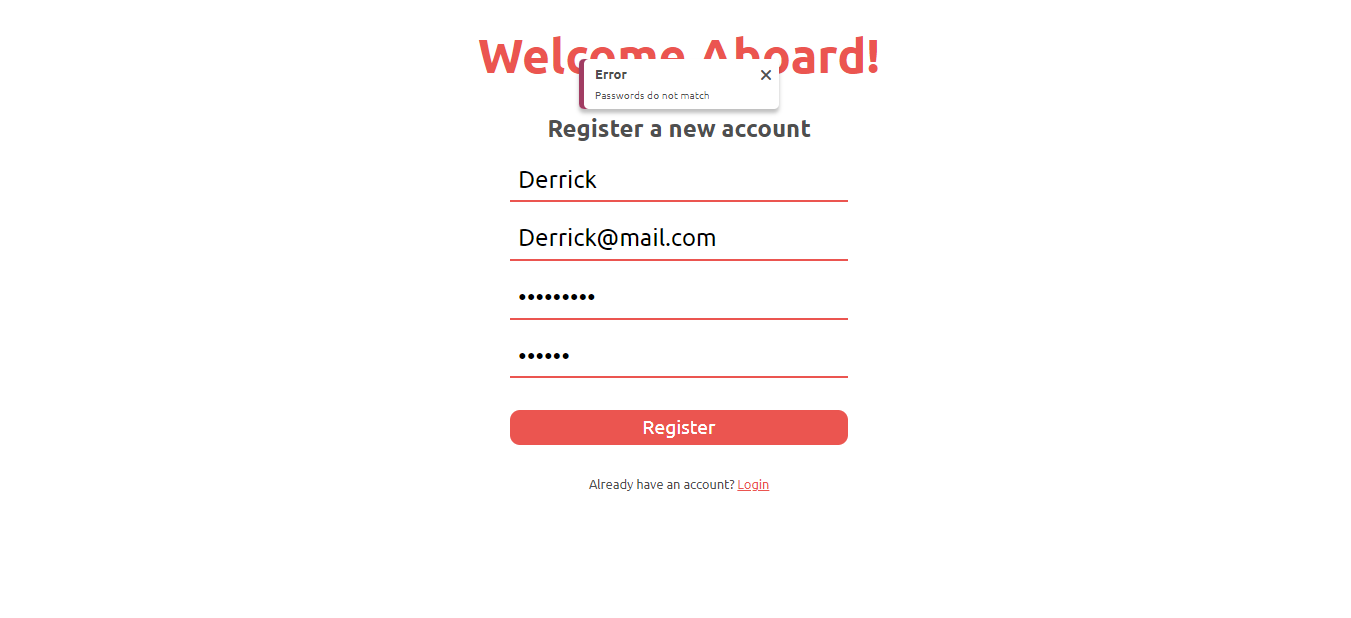 Welcome Aboard!
Error
Passwords do not match
Register a new account
Derrick
Derrick@mail.com
•••••••••
••••••
Register
Already have an account? Login